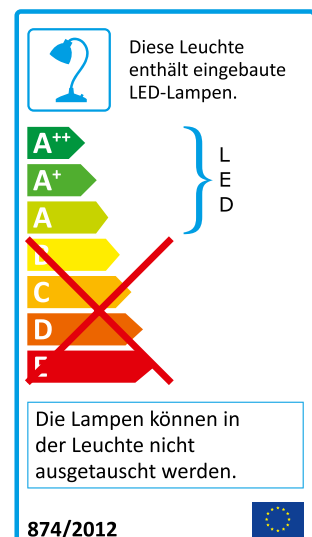 Diese Leuchte
enthält eingebaute
LED-Lampen.
A++
A+
A
B
C
D
E
L
E
D
Die Lampen können in
der Leuchte nicht
ausgetauscht werden.
874/2012